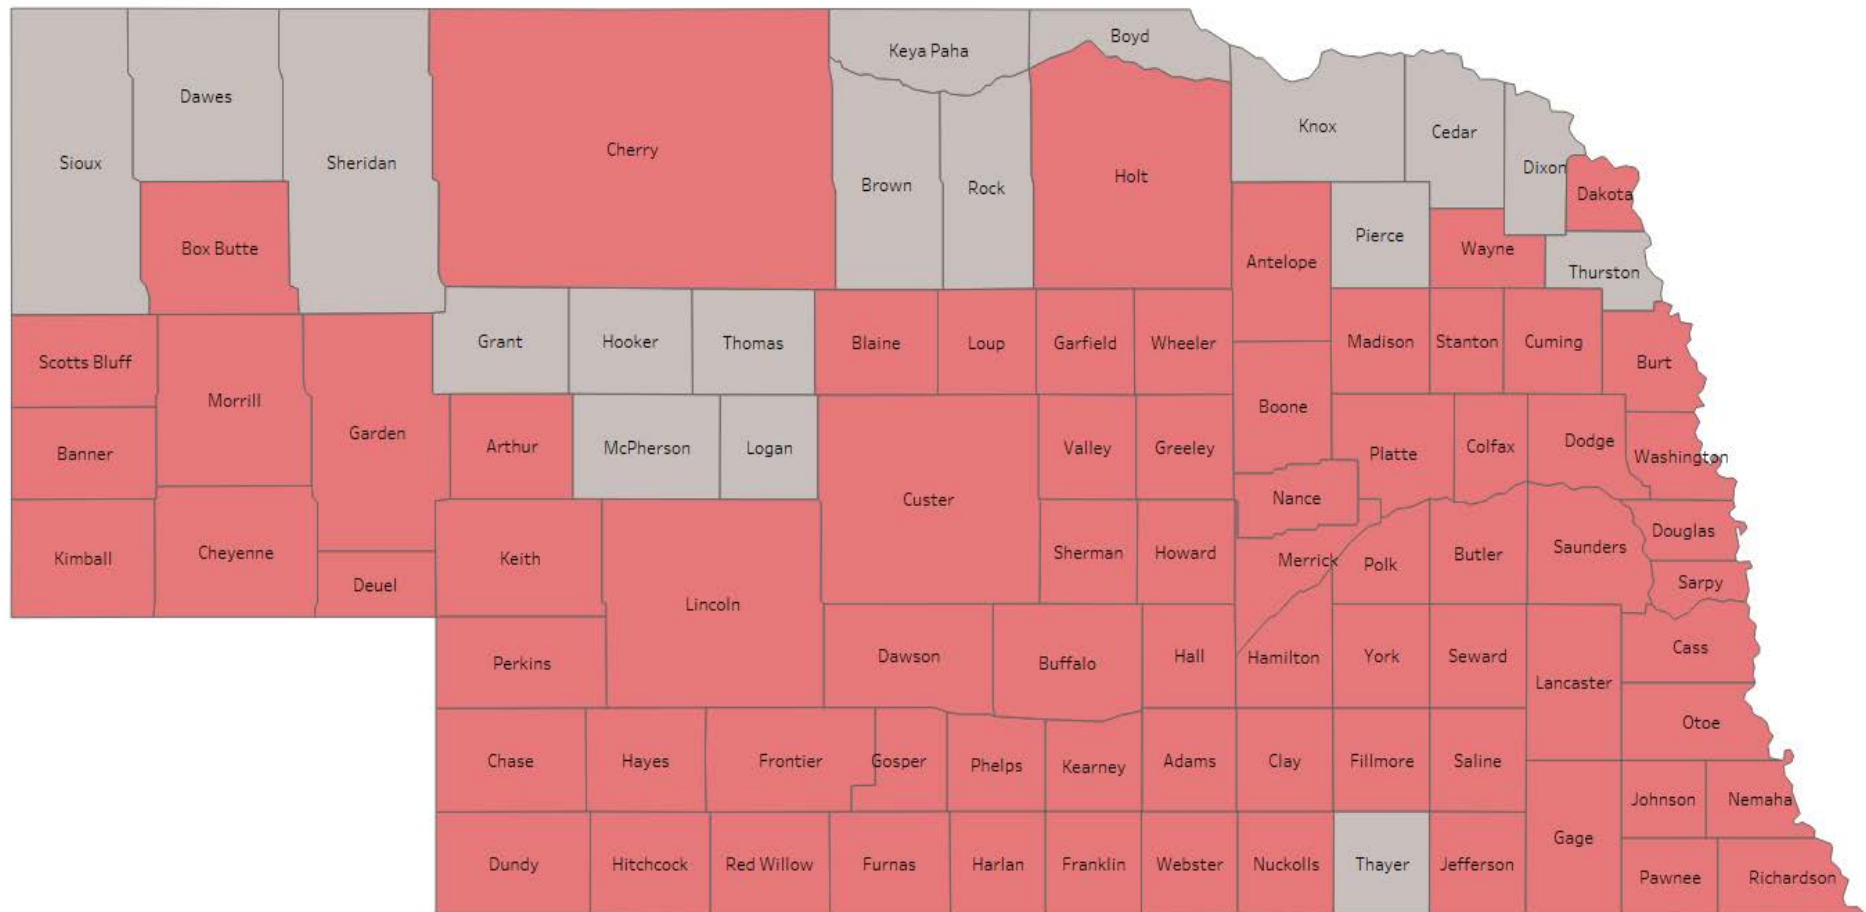 Boyd
Keya Paha
Dawes
Knox
Cedar
Cherry
Sioux
Sheridan
Dixon
Holt
Brown
Rock
Dakota
Pierce
Box Butte
Wayne
Antelope
Thurston
Grant
Hooker
Thomas
Blaine
Loup
Garfield
Wheeler
Madison
Stanton
Cuming
Scotts Bluff
Burt
Morrill
Boone
Garden
Dodge
Arthur
McPherson
Logan
Valley
Greeley
Colfax
Banner
Platte
Washington
Custer
Nance
Douglas
Kimball
Cheyenne
Keith
Sherman
Howard
Merrick
Polk
Butler
Saunders
Deuel
Sarpy
Lincoln
Cass
Perkins
Dawson
Buffalo
Hall
Hamilton
York
Seward
Lancaster
Otoe
Chase
Hayes
Frontier
Gosper
Phelps
Kearney
Adams
Clay
Fillmore
Saline
Johnson
Nemaha
Gage
Dundy
Hitchcock
Red Willow
Furnas
Harlan
Franklin
Webster
Nuckolls
Thayer
Jefferson
Pawnee
Richardson